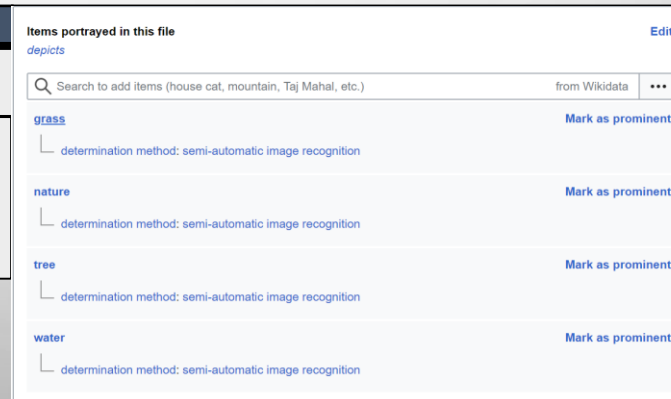 Items portrayed in this file
Edit
depicts
Search to add items (house cat, mountain, Taj Mahal, etc.) from Wikidata
grass Mark as prominent
determination method: semi-automatic image recognition
nature Mark as prominent
determination method: semi-automatic image recognition
tree Mark as prominent
determination method: semi-automatic image recognition
water Mark as prominent
determination method: semi-automatic image recognition